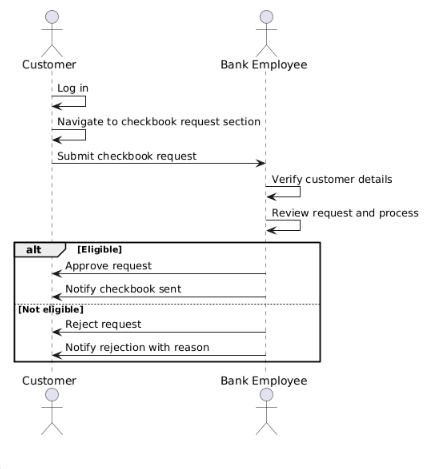 Customer
Bank Employee
Log in
Navigate to checkbook request section
Submit checkbook request
Verify customer details
Review request and process
alt [Eligible]
Approve request
Notify checkbook sent
[Not eligible]
Reject request
Notify rejection with reason
Customer
Bank Employee